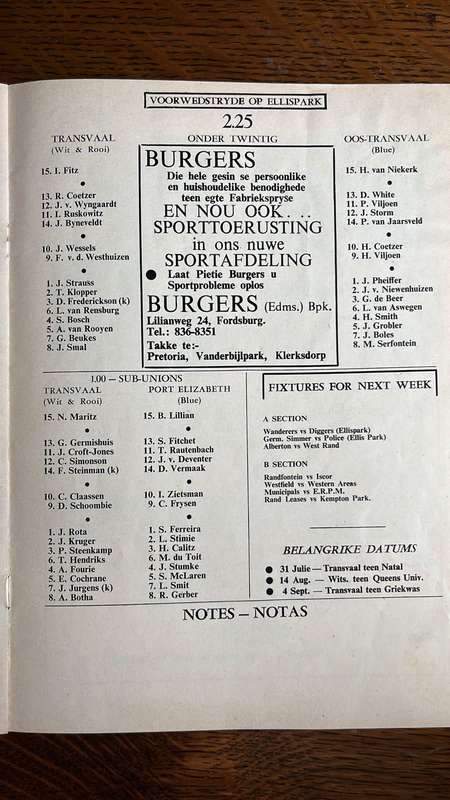 VOORWEDSTRYDE OP ELLISPARK
2.25
TRANSVAAL
(Wit & Rooi)
15. I. Fitz
●
13. R. Coetzer
12. J. v. Wyngaardt
11. I. Ruskowitz
14. J. Byneveldt
●
10. J. Wessels
9. F. v. d. Westhuizen
●
1. J. Strauss
2. T. Klopper
3. D. Frederickson (k)
6. L. van Rensburg
4. S. Bosch
5. A. van Rooyen
7. G. Beukes
8. J. Smal
ONDER TWINTIG
BURGERS
Die hele gesin se persoonlike
en huishoudelike benodighede
teen egte Fabriekspryse
EN NOU OOK. . .
SPORTTOERUSTING
in ons nuwe
SPORTAFDELING
● Laat Pietie Burgers u
Sportprobleme oplos
BURGERS (Edms.) Bpk.
Lilianweg 24, Fordsburg.
Tel.: 836-8351
Takke te:-
Pretoria, Vanderbijlpark, Klerksdorp
OOS-TRANSVAAL
(Blue)
15. H. van Niekerk
●
13. D. White
11. P. Viljoen
12. J. Storm
14. P. van Jaarsveld
●
10. H. Coetzer
9. H. Viljoen
●
1. J. Pheiffer
2. J. v. Niewenhuizen
3. G. de Beer
6. L. van Aswegen
4. H. Smith
5. J. Grobler
7. J. Boles
8. M. Serfontein
1.00 – SUB-UNIONS
TRANSVAAL
(Wit & Rooi)
15. N. Maritz
●
13. G. Germishuis
11. J. Croft-Jones
12. C. Simonson
14. F. Steinman (k)
●
10. C. Claassen
9. D. Schoombie
●
1. J. Rota
2. J. Kruger
3. P. Steenkamp
6. T. Hendriks
4. A. Fourie
5. E. Cochrane
7. J. Jurgens (k)
8. A. Botha
PORT ELIZABETH
(Blue)
15. B. Lillian
●
13. S. Fitchet
11. T. Rautenbach
12. J. v. Deventer
14. D. Vermaak
●
10. I. Zietsman
9. C. Frysen
●
1. S. Ferreira
2. L. Stimie
3. H. Calitz
6. M. du Toit
4. J. Stumke
5. S. McLaren
7. L. Smit
8. R. Gerber
FIXTURES FOR NEXT WEEK
A SECTION
Wanderers vs Diggers (Ellispark)
Germ. Simmer vs Police (Ellis Park)
Alberton vs West Rand
B SECTION
Randfontein vs Iscor
Westfield vs Western Areas
Municipals vs E.R.P.M.
Rand Leases vs Kempton Park.
BELANGRIKE DATUMS
● 31 Julie — Transvaal teen Natal
● 14 Aug. — Wits. teen Queens Univ.
● 4 Sept. — Transvaal teen Griekwas
NOTES – NOTAS